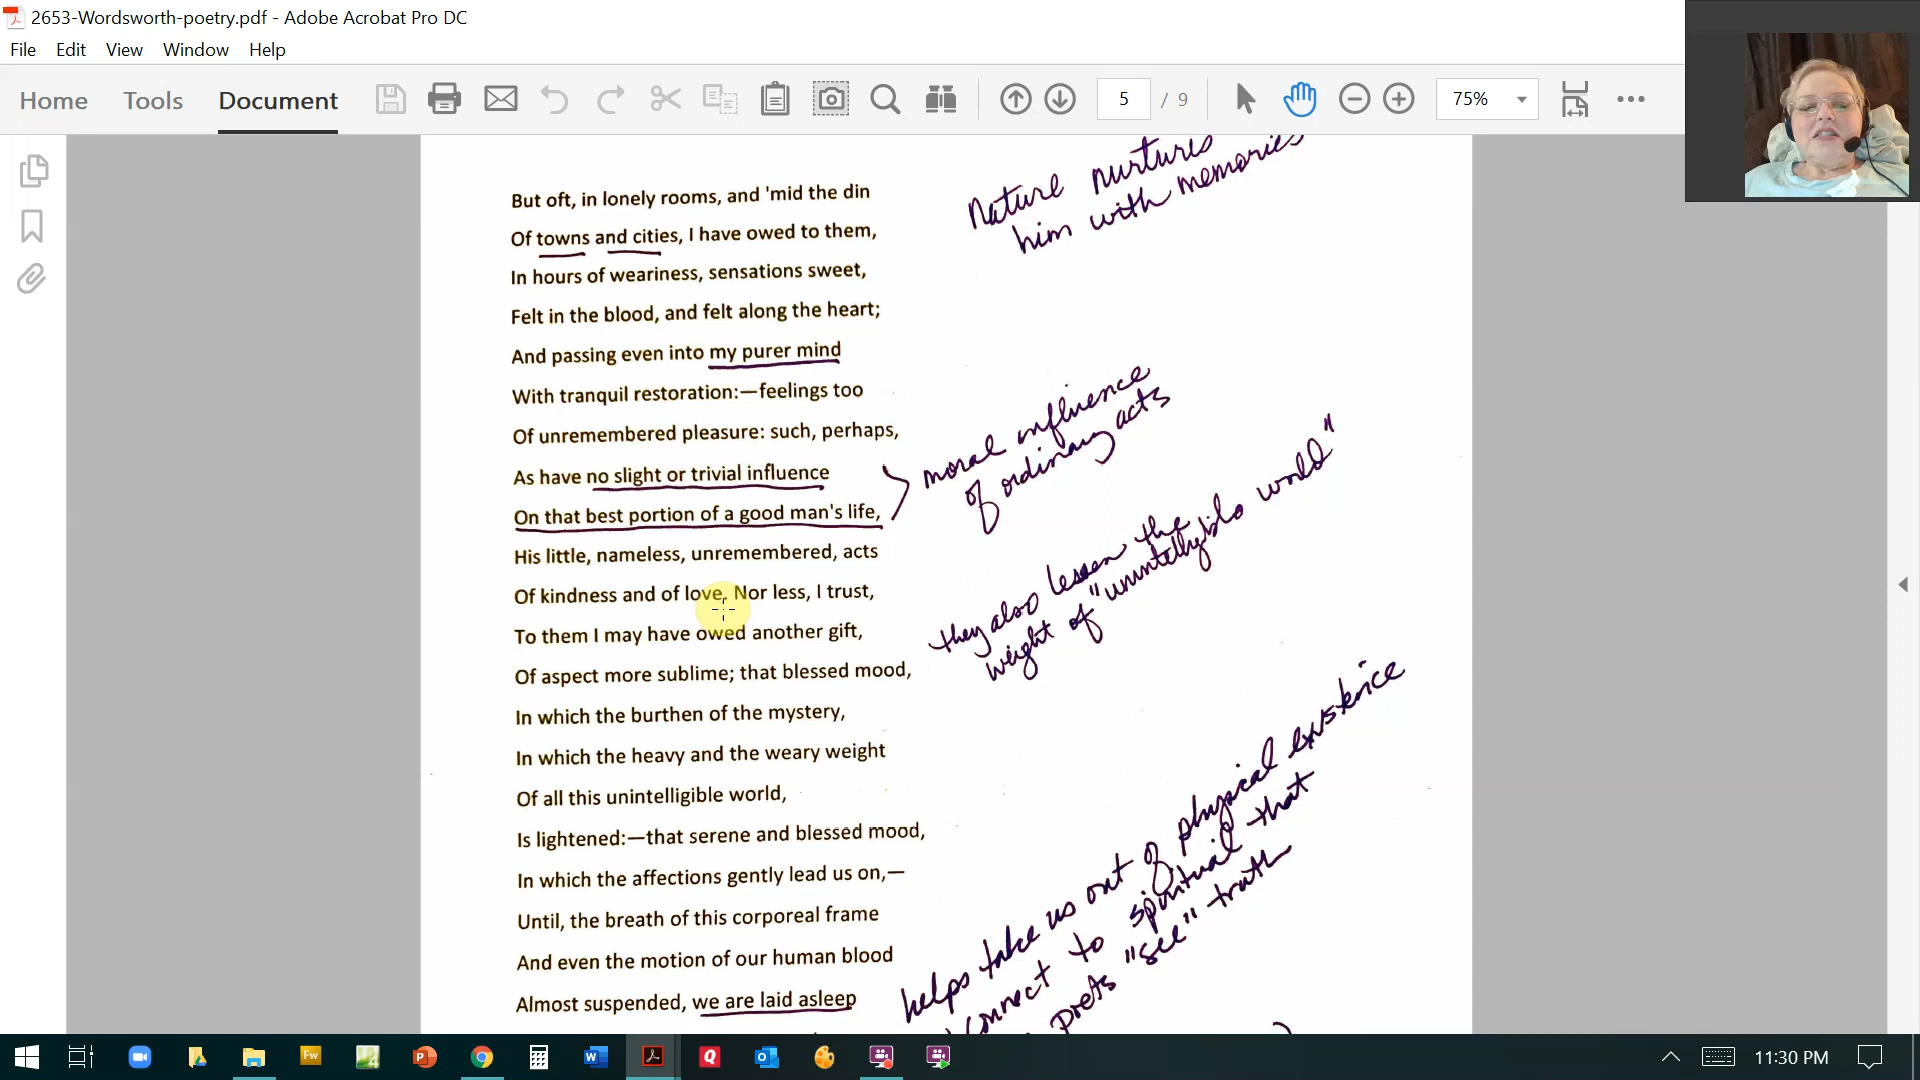 2653-Wordsworth-poetry.pdf - Adobe Acrobat Pro DC
File Edit View Window Help
Home Tools Document 5 / 9 75%
Nature nurtures
him with memories
But oft, in lonely rooms, and 'mid the din
Of towns and cities, I have owed to them,
In hours of weariness, sensations sweet,
Felt in the blood, and felt along the heart;
And passing even into my purer mind
With tranquil restoration:—feelings too
Of unremembered pleasure: such, perhaps,
As have no slight or trivial influence
On that best portion of a good man's life,
moral influence
of ordinary acts
His little, nameless, unremembered, acts
Of kindness and of love. Nor less, I trust,
To them I may have owed another gift,
Of aspect more sublime; that blessed mood,
they also lessen the
weight of "unintelligible world"
In which the burthen of the mystery,
In which the heavy and the weary weight
Of all this unintelligible world,
Is lightened:—that serene and blessed mood,
In which the affections gently lead us on,—
Until, the breath of this corporeal frame
And even the motion of our human blood
Almost suspended, we are laid asleep
helps take us out of physical existence
connect to spiritual that
poets "see" truth
Fw
11:30 PM